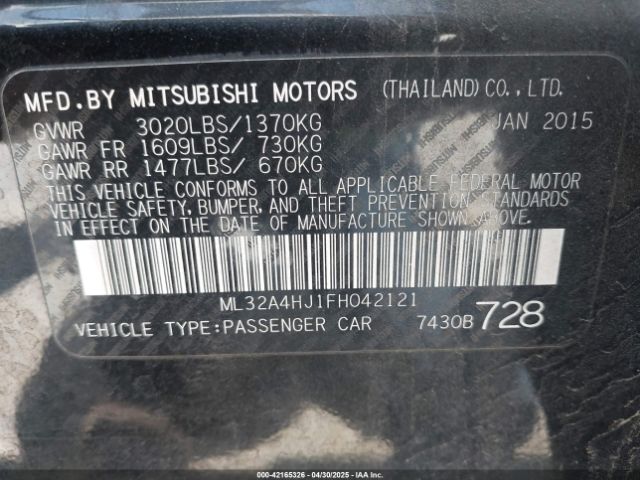 MFD.BY MITSUBISHI MOTORS (THAILAND)CO.,LTD.
GVWR 3020LBS/1370KG JAN 2015
GAWR FR 1609LBS/ 730KG
GAWR RR 1477LBS/ 670KG
THIS VEHICLE CONFORMS TO ALL APPLICABLE FEDERAL MOTOR
VEHICLE SAFETY, BUMPER, AND THEFT PREVENTION STANDARDS
IN EFFECT ON THE DATE OF MANUFACTURE SHOWN ABOVE.
ML32A4HJ1FH042121
VEHICLE TYPE:PASSENGER CAR 7430B 728
000-42165326 - 04/30/2025 - IAAI.CA